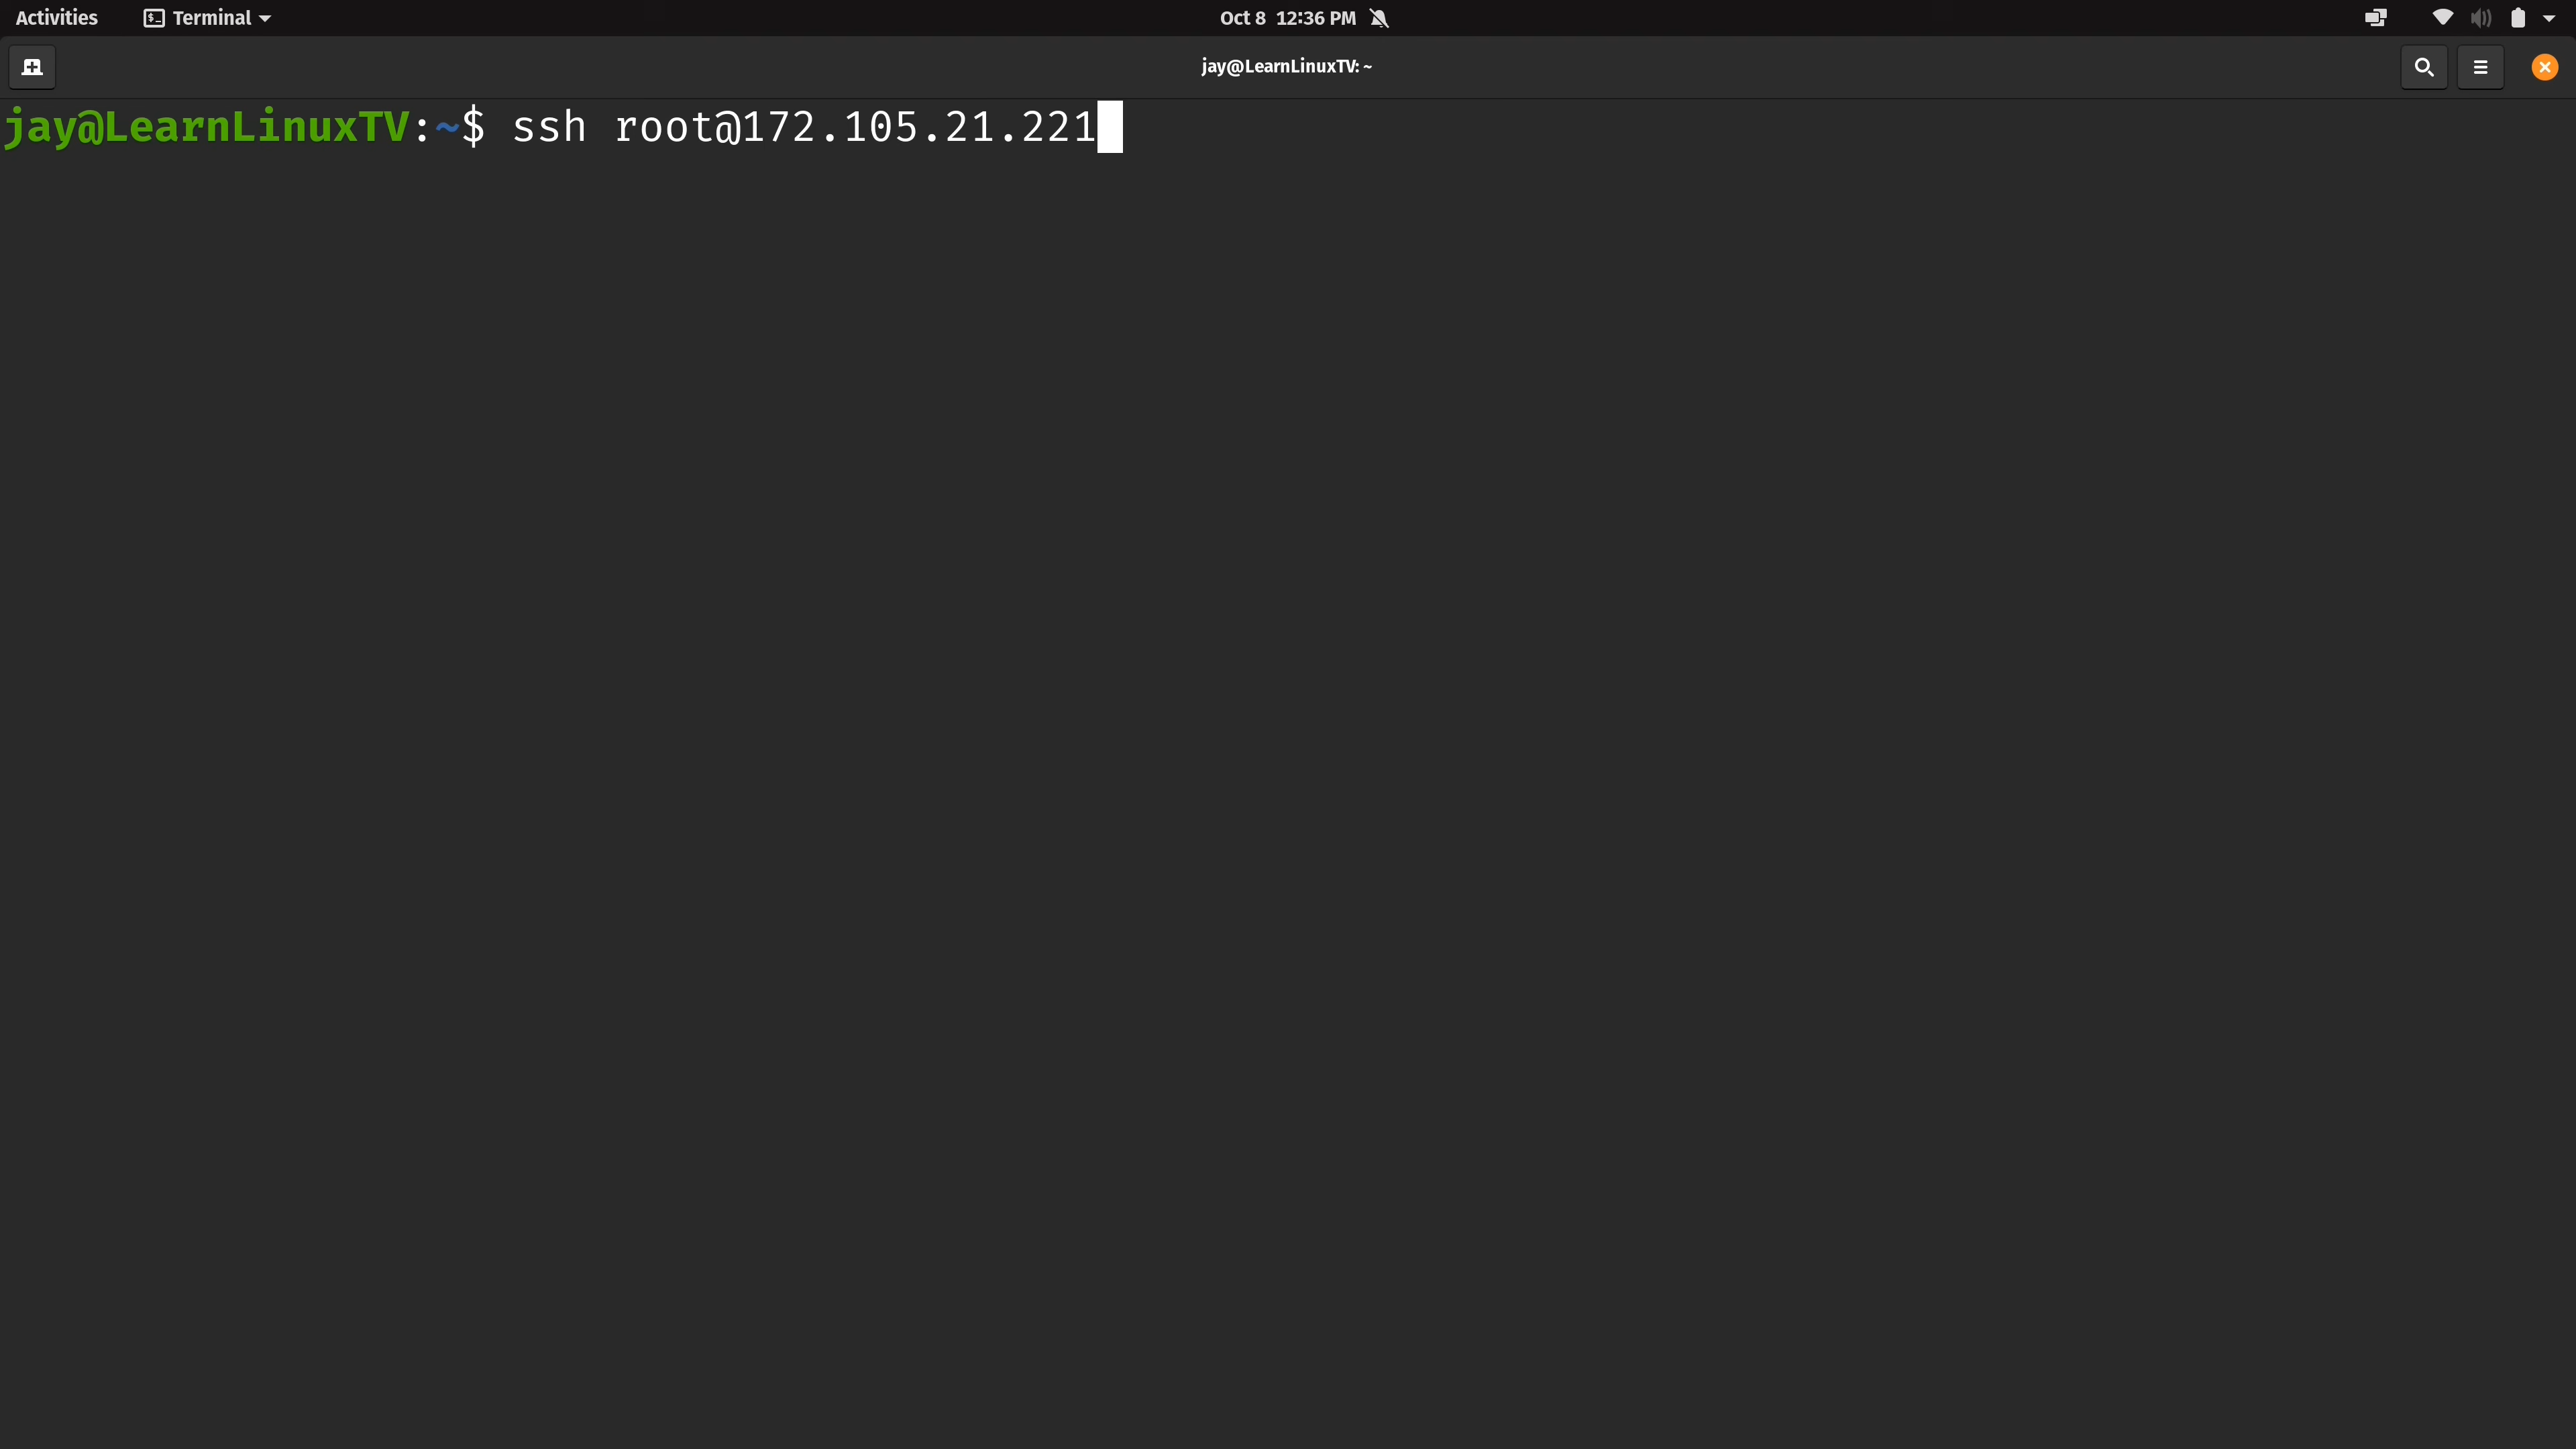 Activities Terminal Oct 8 12:36 PM
jay@LearnLinuxTV: ~
jay@LearnLinuxTV:~$ ssh root@172.105.21.221